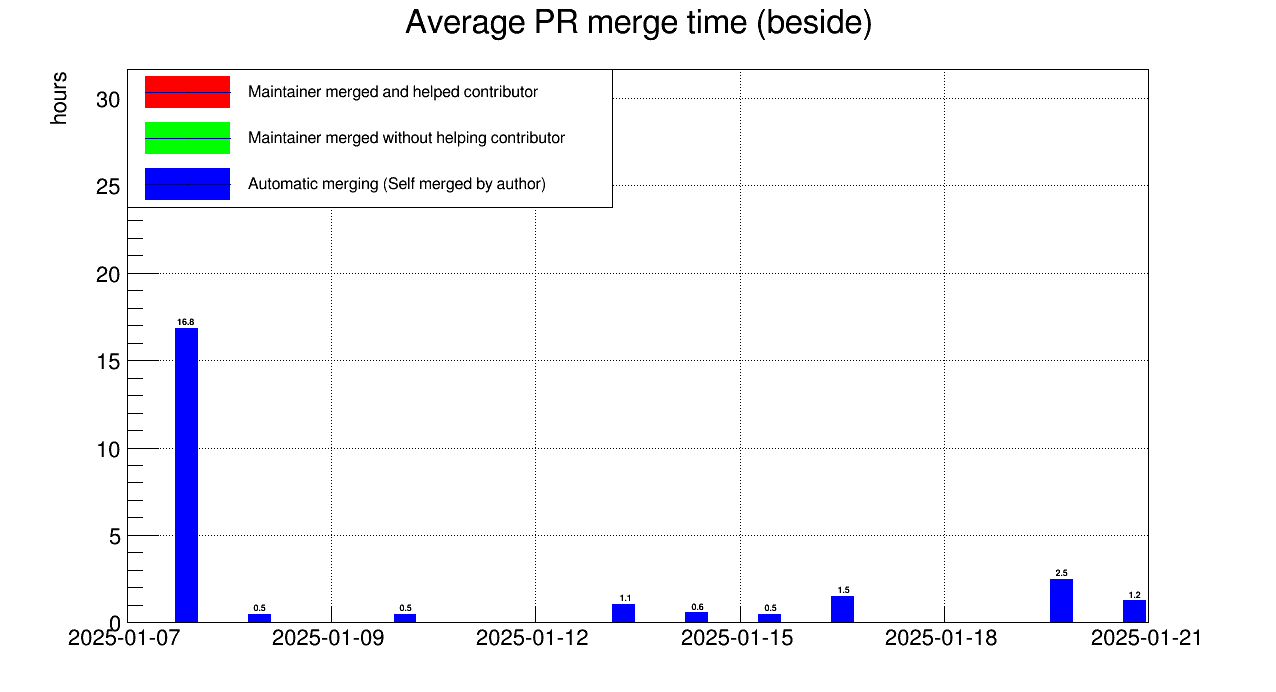 Average PR merge time (beside)
hours
Maintainer merged and helped contributor
Maintainer merged without helping contributor
Automatic merging (Self merged by author)
30
25
20
15
10
5
0
16.8
0.5
0.5
1.1
0.6
0.5
1.5
2.5
1.2
2025-01-07 2025-01-09 2025-01-12 2025-01-15 2025-01-18 2025-01-21